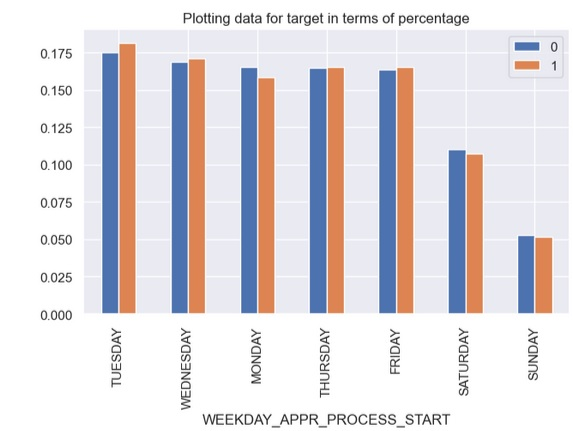 Plotting data for target in terms of percentage
0
1
0.175
0.150
0.125
0.100
0.075
0.050
0.025
0.000
TUESDAY
WEDNESDAY
MONDAY
THURSDAY
FRIDAY
SATURDAY
SUNDAY
WEEKDAY_APPR_PROCESS_START